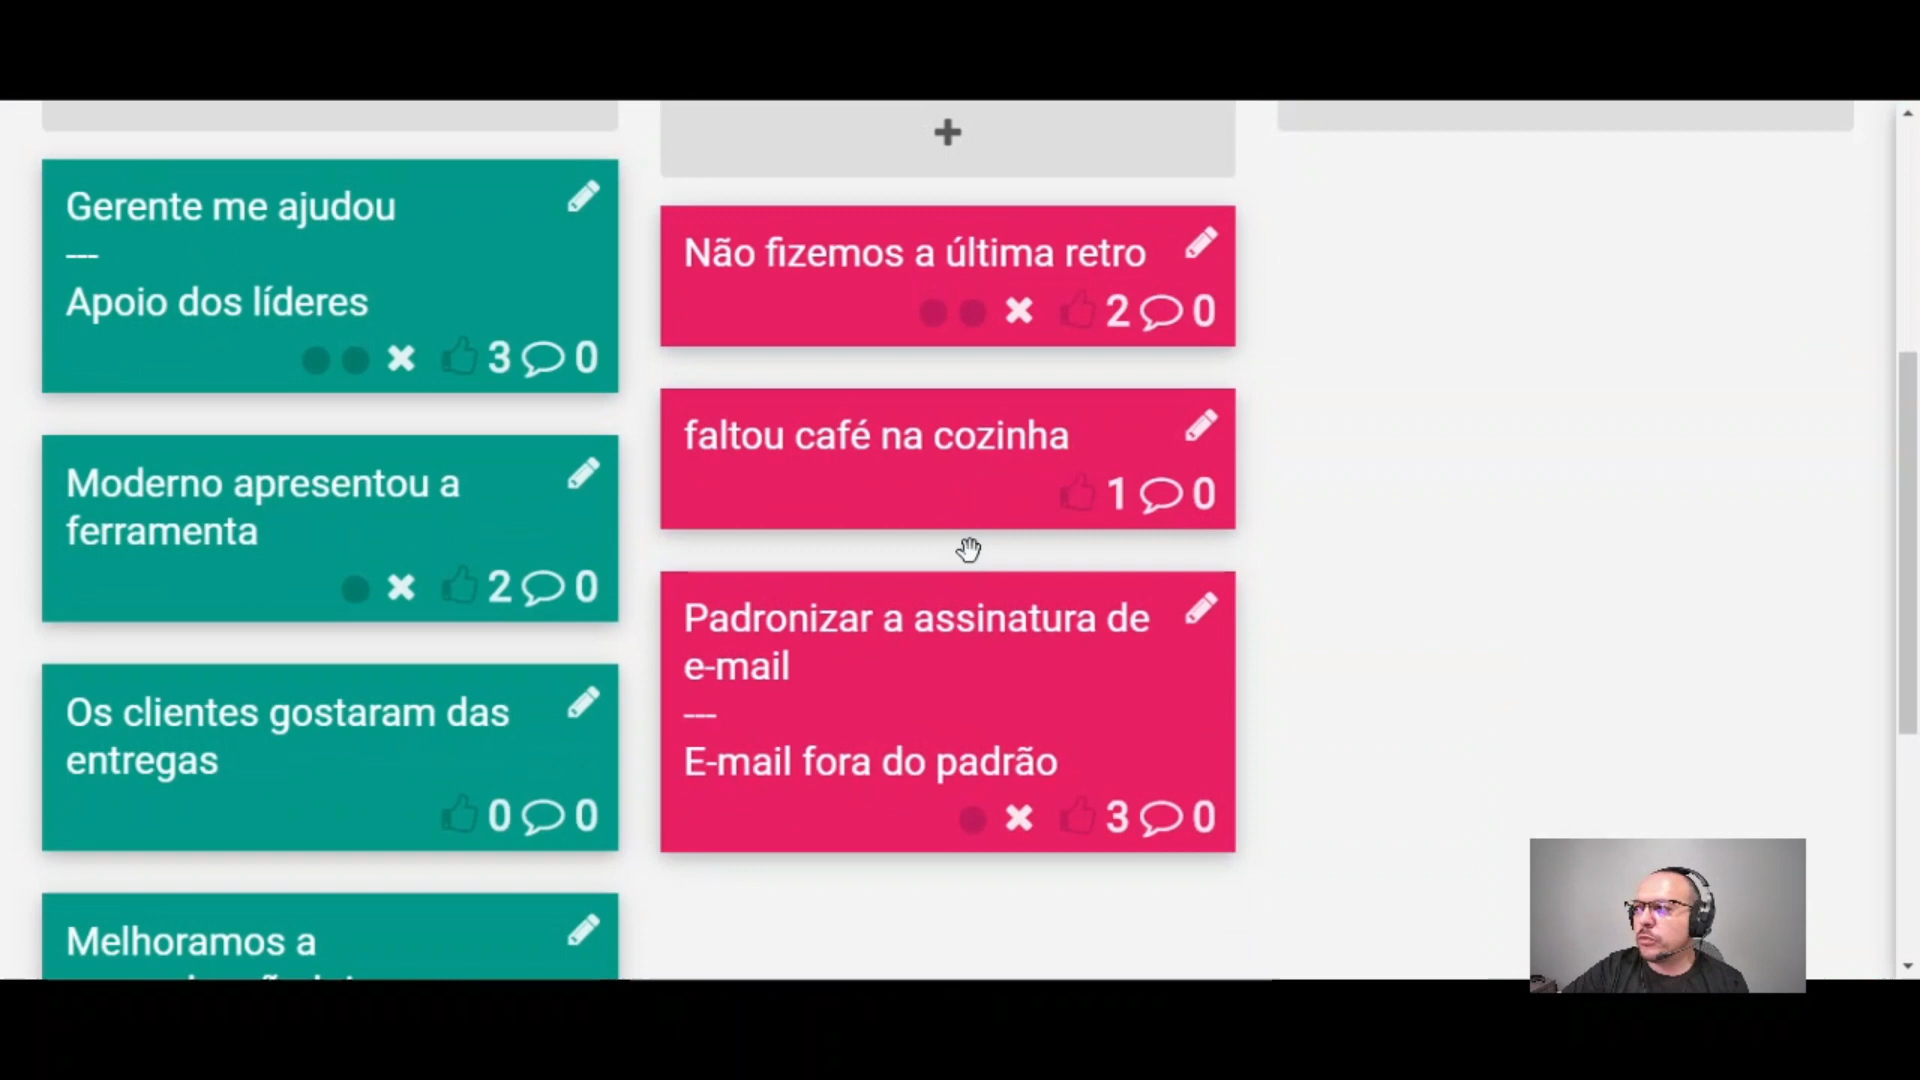 Gerente me ajudou
---
Apoio dos líderes
3 0
Moderno apresentou a
ferramenta
2 0
Os clientes gostaram das
entregas
0 0
Melhoramos a
+
Não fizemos a última retro
2 0
faltou café na cozinha
1 0
Padronizar a assinatura de
e-mail
---
E-mail fora do padrão
3 0